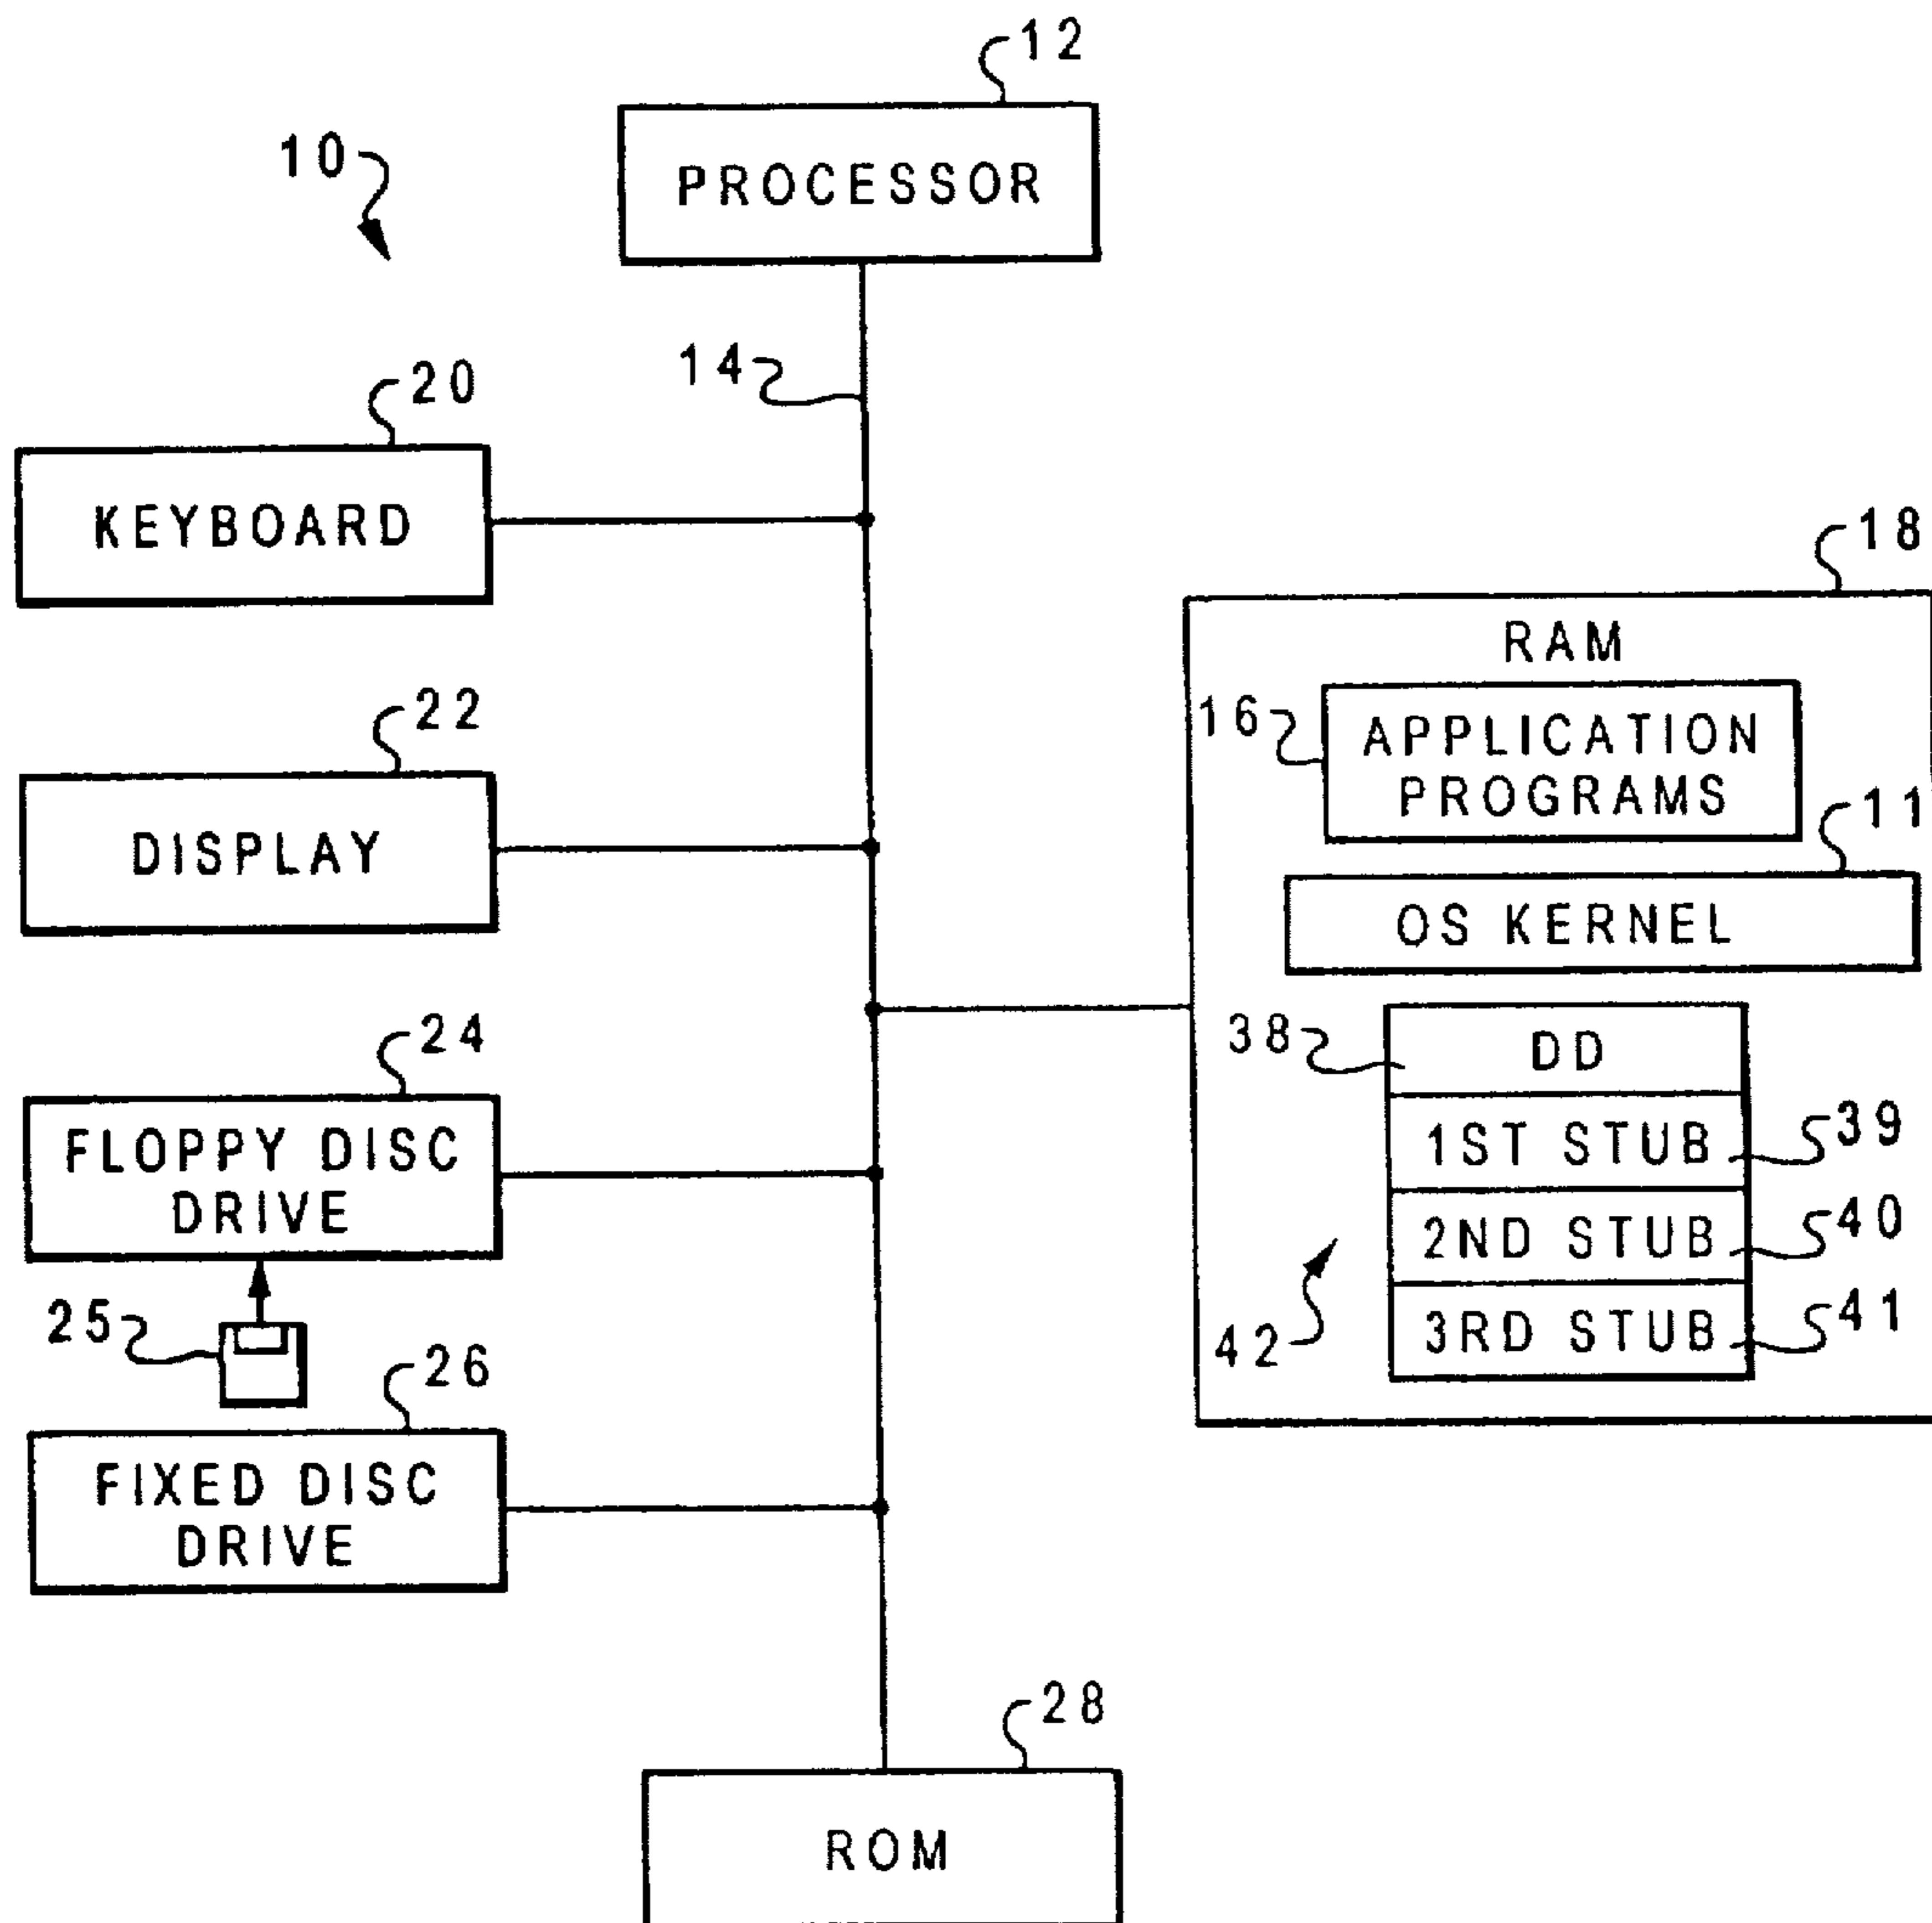 12
10
PROCESSOR
14
20
KEYBOARD
18
RAM
22
16
APPLICATION
PROGRAMS
11
DISPLAY
OS KERNEL
24
38
DD
FLOPPY DISC
DRIVE
1ST STUB
39
2ND STUB
40
25
42
3RD STUB
41
26
FIXED DISC
DRIVE
28
ROM